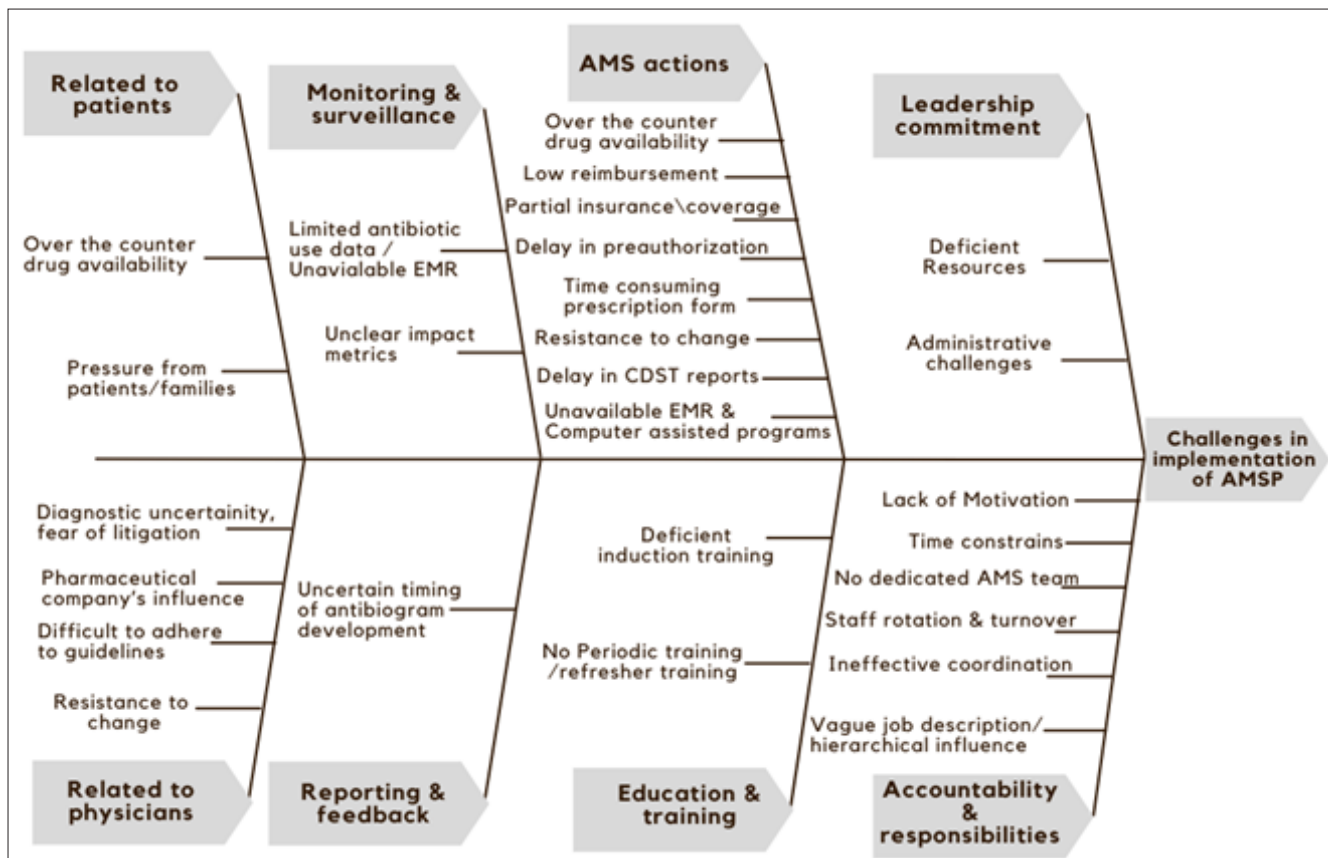 Related to
patients
Over the counter
drug availability
Pressure from
patients/families
Monitoring &
surveillance
Limited antibiotic
use data /
Unavialable EMR
Unclear impact
metrics
AMS actions
Over the counter
drug availability
Low reimbursement
Partial insurance\coverage
Delay in preauthorization
Time consuming
prescription form
Resistance to change
Delay in CDST reports
Unavailable EMR &
Computer assisted programs
Leadership
commitment
Deficient
Resources
Administrative
challenges
Challenges in
implementation
of AMSP
Diagnostic uncertainity,
fear of litigation
Pharmaceutical
company's influence
Difficult to adhere
to guidelines
Resistance to
change
Related to
physicians
Uncertain timing
of antibiogram
development
Reporting &
feedback
Deficient
induction training
No Periodic training
/refresher training
Education &
training
Lack of Motivation
Time constrains
No dedicated AMS team
Staff rotation & turnover
Ineffective coordination
Vague job description/
hierarchical influence
Accountability
&
responsibilities